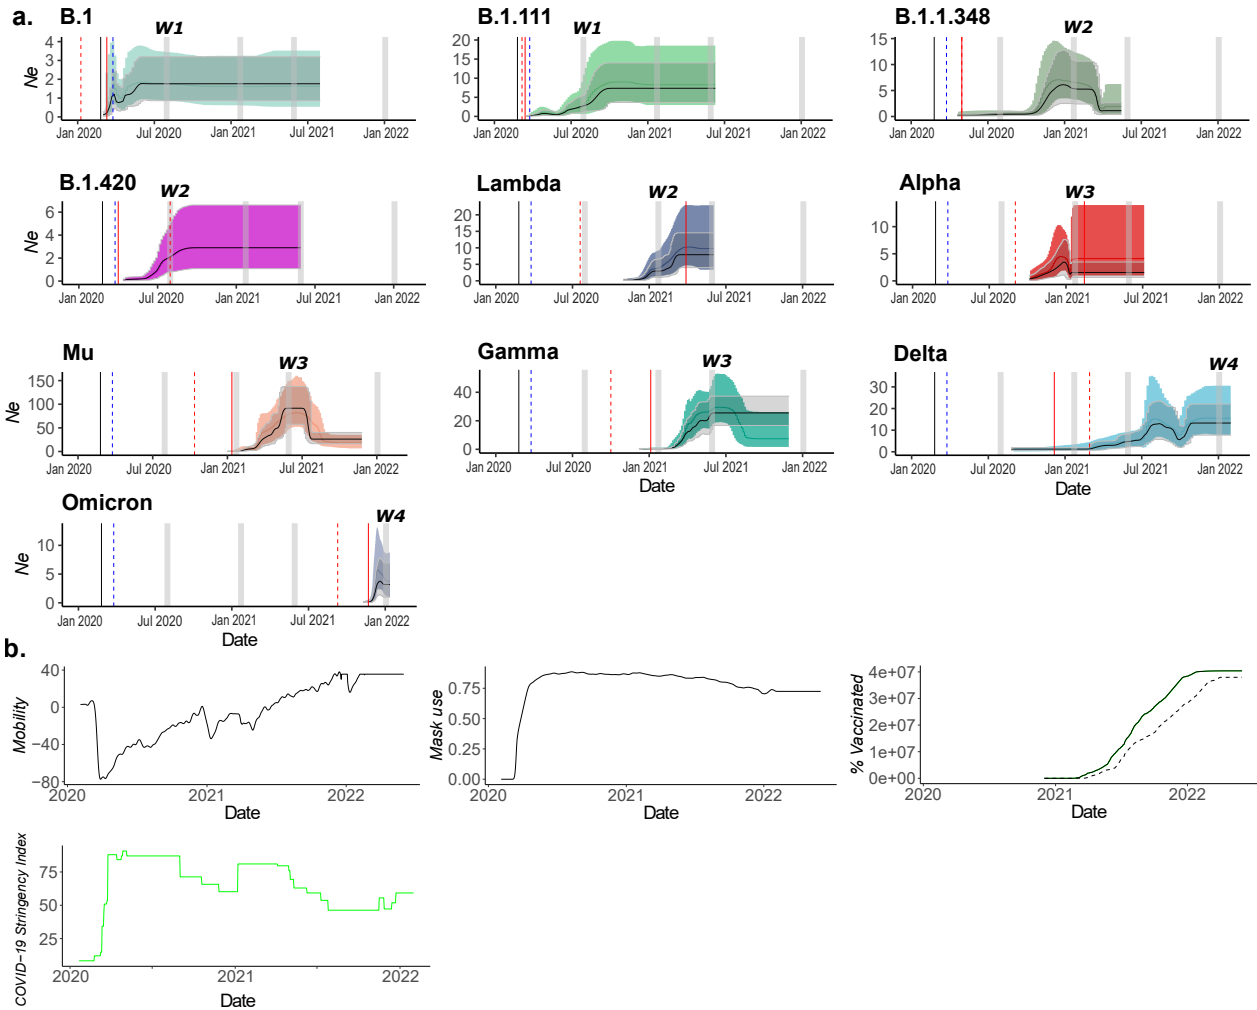 a.
B.1
W1
Ne
4
3
2
1
0
Jan 2020 Jul 2020 Jan 2021 Jul 2021 Jan 2022
B.1.111
W1
20
15
10
5
0
Jan 2020 Jul 2020 Jan 2021 Jul 2021 Jan 2022
B.1.1.348
W2
15
10
5
0
Jan 2020 Jul 2020 Jan 2021 Jul 2021 Jan 2022
B.1.420
W2
Ne
6
4
2
0
Jan 2020 Jul 2020 Jan 2021 Jul 2021 Jan 2022
Lambda
W2
20
15
10
5
0
Jan 2020 Jul 2020 Jan 2021 Jul 2021 Jan 2022
Alpha
W3
10
5
0
Jan 2020 Jul 2020 Jan 2021 Jul 2021 Jan 2022
Mu
W3
Ne
150
100
50
0
Jan 2020 Jul 2020 Jan 2021 Jul 2021 Jan 2022
Gamma
W3
40
20
0
Jan 2020 Jul 2020 Jan 2021 Jul 2021 Jan 2022
Date
Delta
W4
30
20
10
0
Jan 2020 Jul 2020 Jan 2021 Jul 2021 Jan 2022
Date
Omicron
W4
Ne
10
5
0
Jan 2020 Jul 2020 Jan 2021 Jul 2021 Jan 2022
Date
b.
Mobility
40
0
−40
−80
2020 2021 2022
Date
Mask use
0.75
0.50
0.25
0.00
2020 2021 2022
Date
% Vaccinated
4e+07
3e+07
2e+07
1e+07
0e+00
2020 2021 2022
Date
COVID−19 Stringency Index
75
50
25
2020 2021 2022
Date